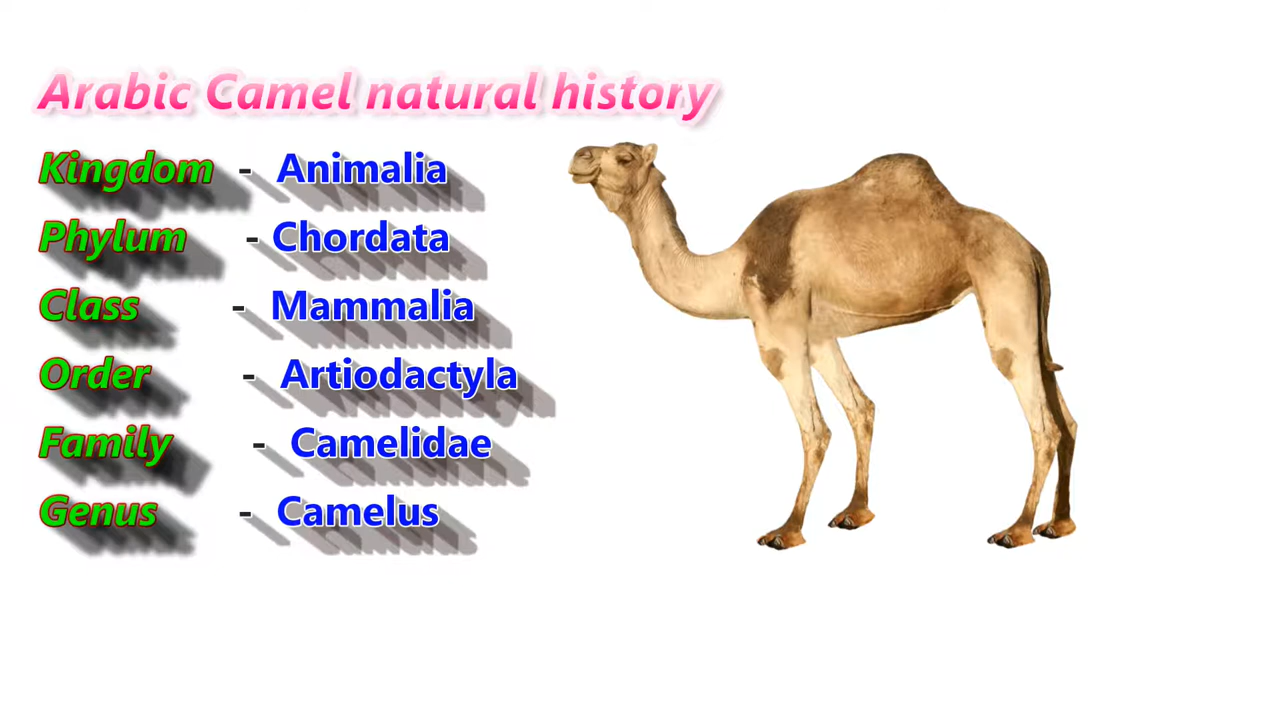 Arabic Camel natural history
Kingdom - Animalia
Phylum - Chordata
Class - Mammalia
Order - Artiodactyla
Family - Camelidae
Genus - Camelus